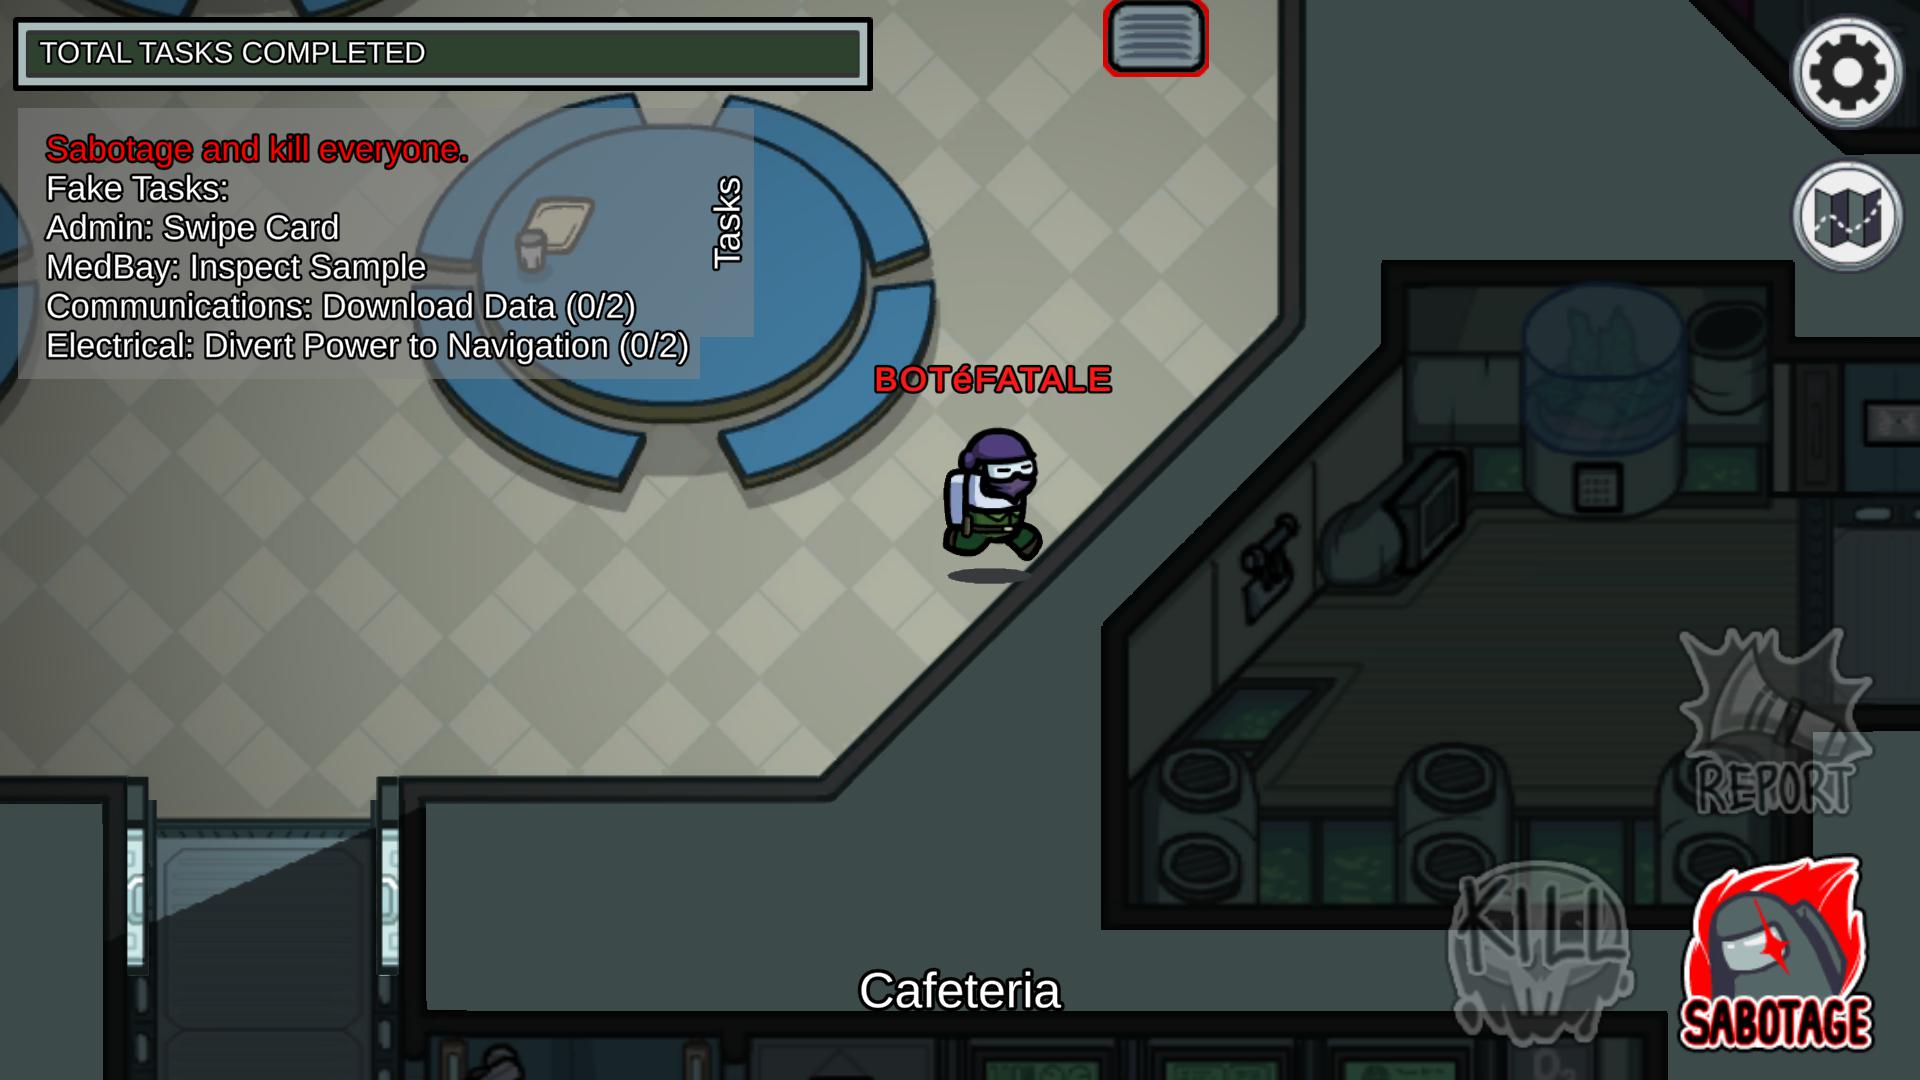 TOTAL TASKS COMPLETED
Sabotage and kill everyone.
Fake Tasks:
Admin: Swipe Card
MedBay: Inspect Sample
Communications: Download Data (0/2)
Electrical: Divert Power to Navigation (0/2)
Tasks
BOTéFATALE
REPORT
KILL
SABOTAGE
Cafeteria
O₂